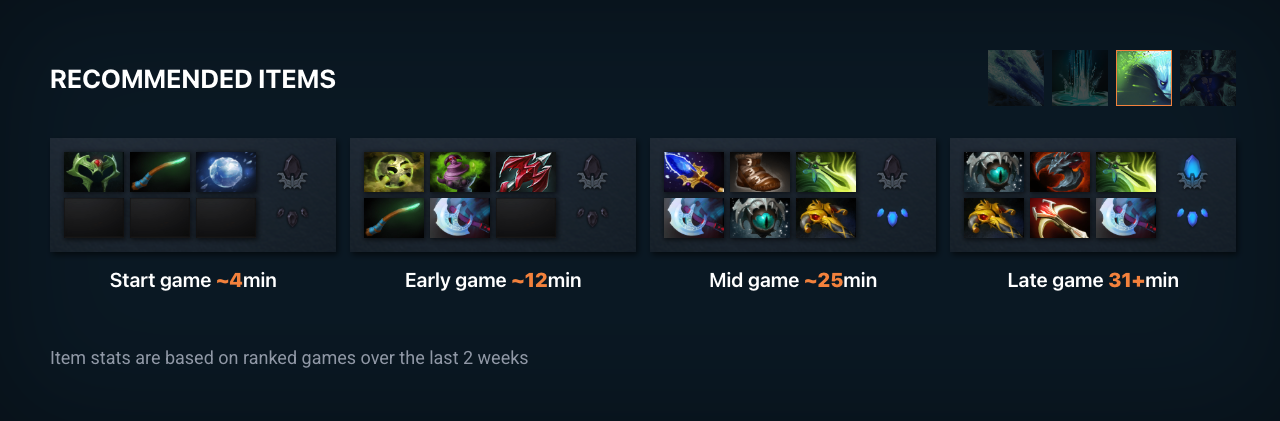 RECOMMENDED ITEMS
Start game ~4min
Early game ~12min
Mid game ~25min
Late game 31+min
Item stats are based on ranked games over the last 2 weeks